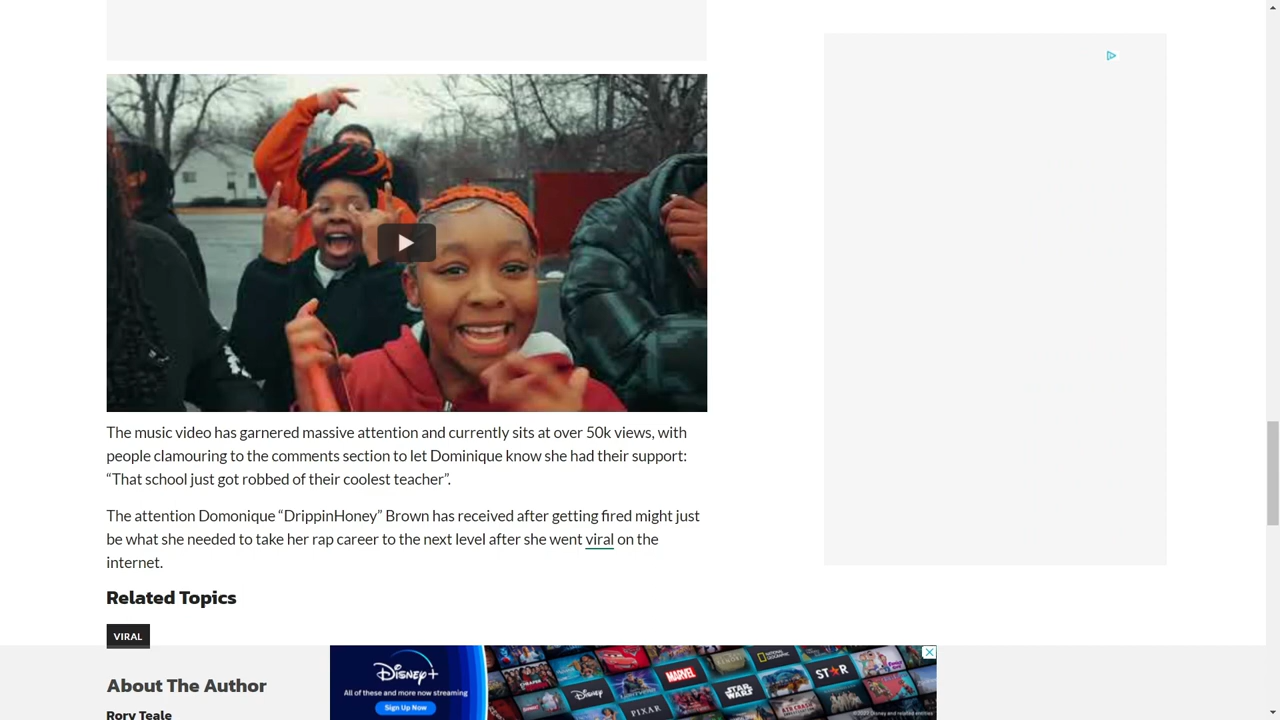 The music video has garnered massive attention and currently sits at over 50k views, with
people clamouring to the comments section to let Dominique know she had their support:
“That school just got robbed of their coolest teacher”.
The attention Domonique “DrippinHoney” Brown has received after getting fired might just
be what she needed to take her rap career to the next level after she went viral on the
internet.
Related Topics
VIRAL
About The Author
Rory Teale
Disney+
All of these and more now streaming
Sign Up Now
Disney
PIXAR
MARVEL
STAR WARS
NATIONAL GEOGRAPHIC
STAR